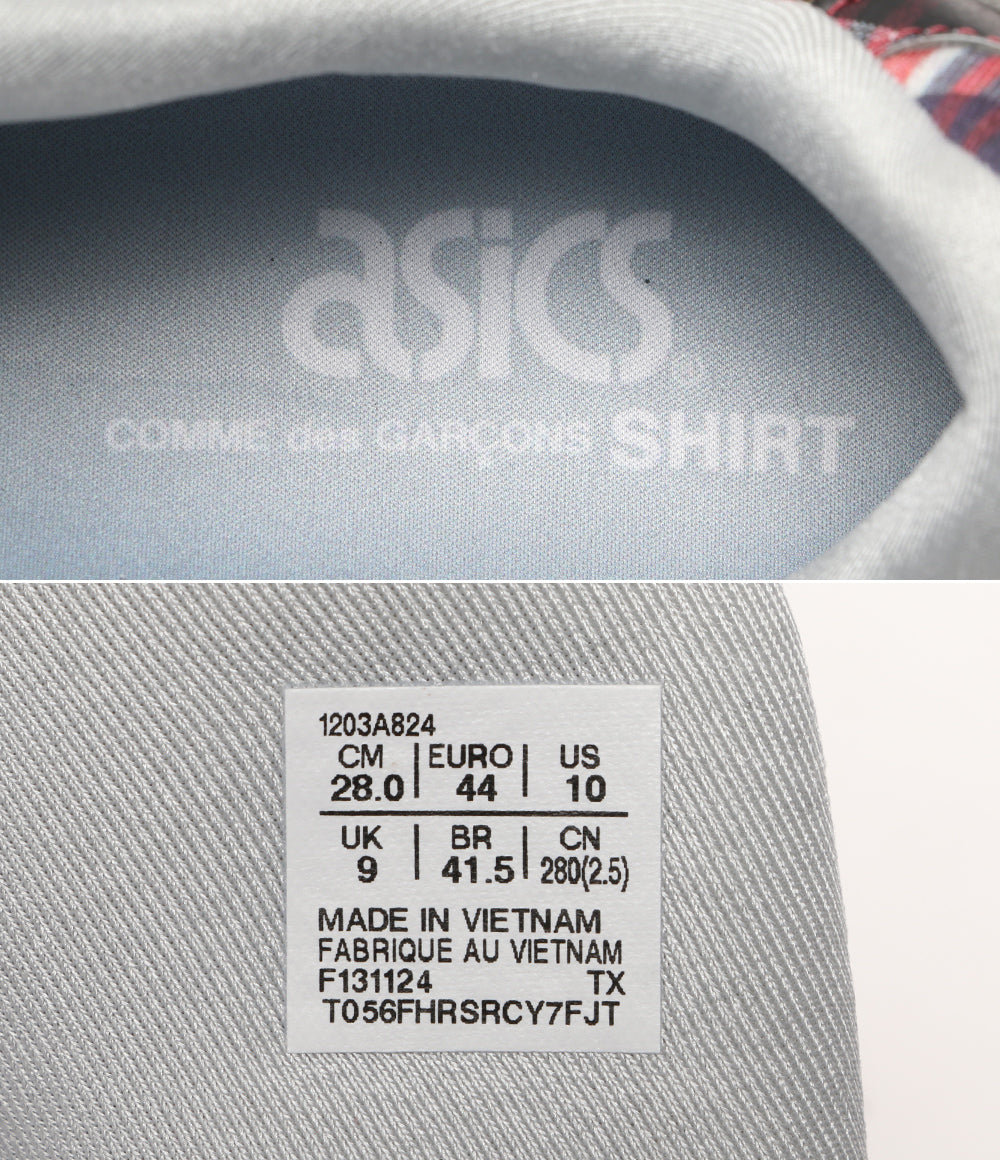 asics
COMME des GARÇONS SHIRT
1203A824
CM | EURO | US
28.0 | 44 | 10
UK | BR | CN
9 | 41.5 | 280(2.5)
MADE IN VIETNAM
FABRIQUE AU VIETNAM
F131124 TX
T056FHRSRCY7FJT